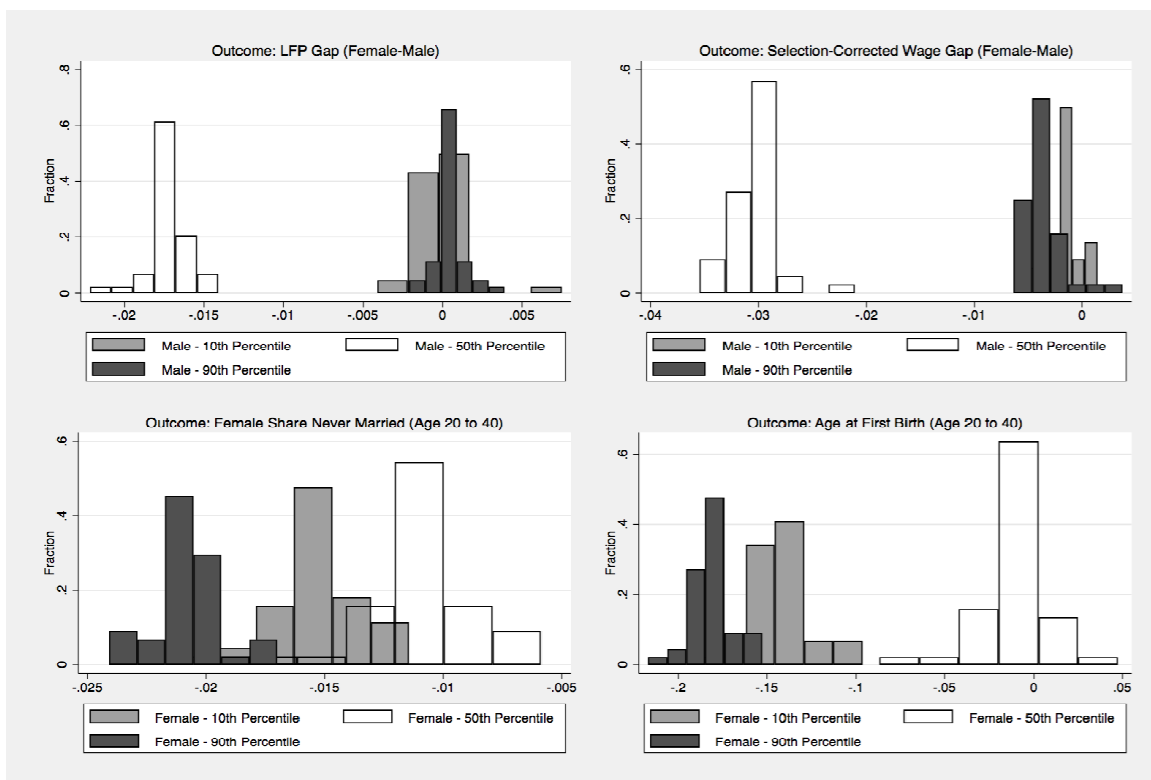 Outcome: LFP Gap (Female-Male)
Fraction
0 .2 .4 .6 .8
-.02 -.015 -.01 -.005 0 .005
Male - 10th Percentile Male - 50th Percentile
Male - 90th Percentile
Outcome: Selection-Corrected Wage Gap (Female-Male)
Fraction
0 .2 .4 .6
-.04 -.03 -.02 -.01 0
Male - 10th Percentile Male - 50th Percentile
Male - 90th Percentile
Outcome: Female Share Never Married (Age 20 to 40)
Fraction
0 .2 .4 .6
-.025 -.02 -.015 -.01 -.005
Female - 10th Percentile Female - 50th Percentile
Female - 90th Percentile
Outcome: Age at First Birth (Age 20 to 40)
Fraction
0 .2 .4 .6
-.2 -.15 -.1 -.05 0 .05
Female - 10th Percentile Female - 50th Percentile
Female - 90th Percentile